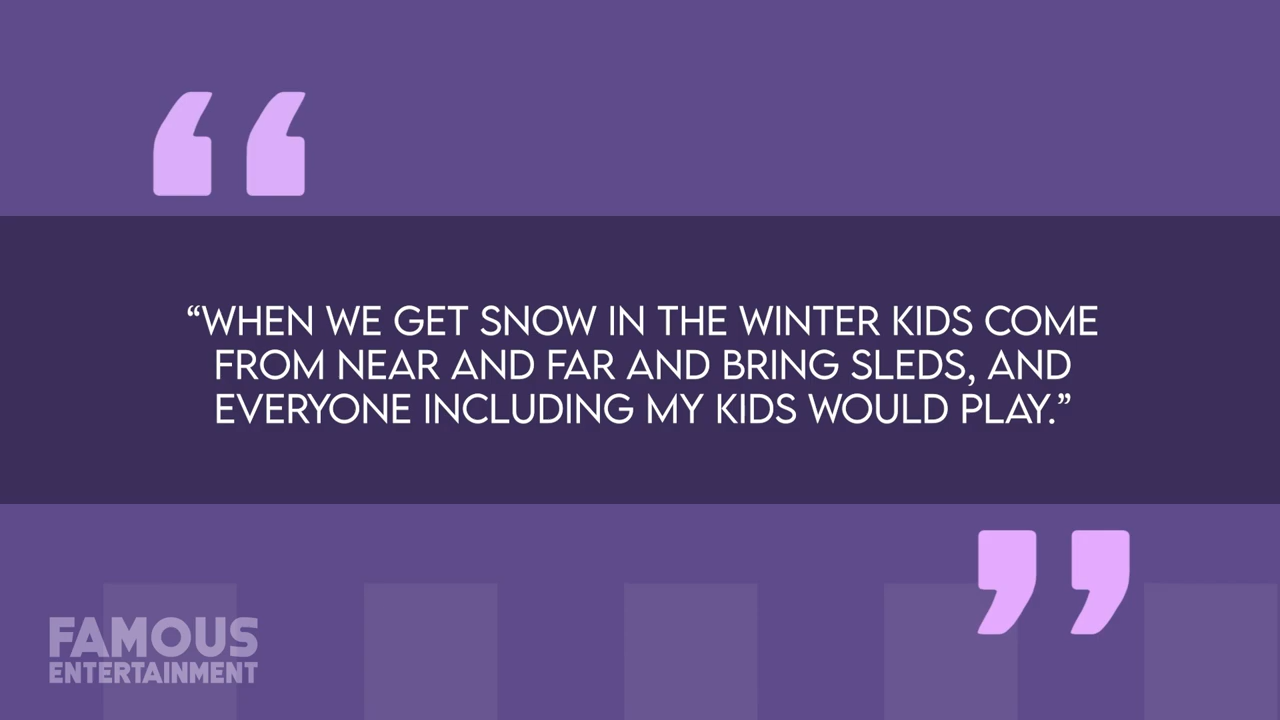 “WHEN WE GET SNOW IN THE WINTER KIDS COME
FROM NEAR AND FAR AND BRING SLEDS, AND
EVERYONE INCLUDING MY KIDS WOULD PLAY.”
FAMOUS
ENTERTAINMENT